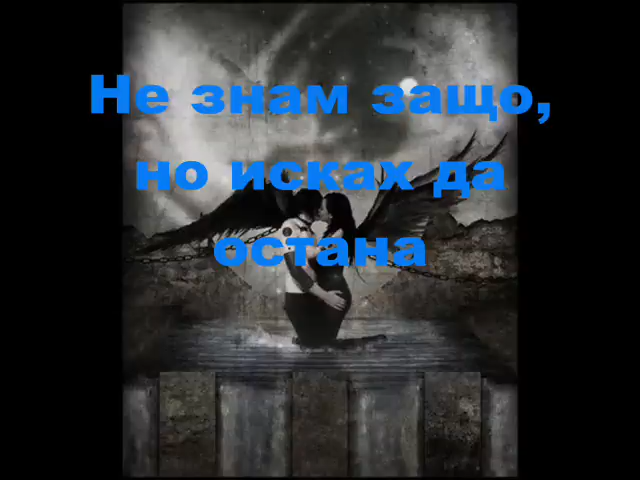 Не знам защо,
но исках да
остана